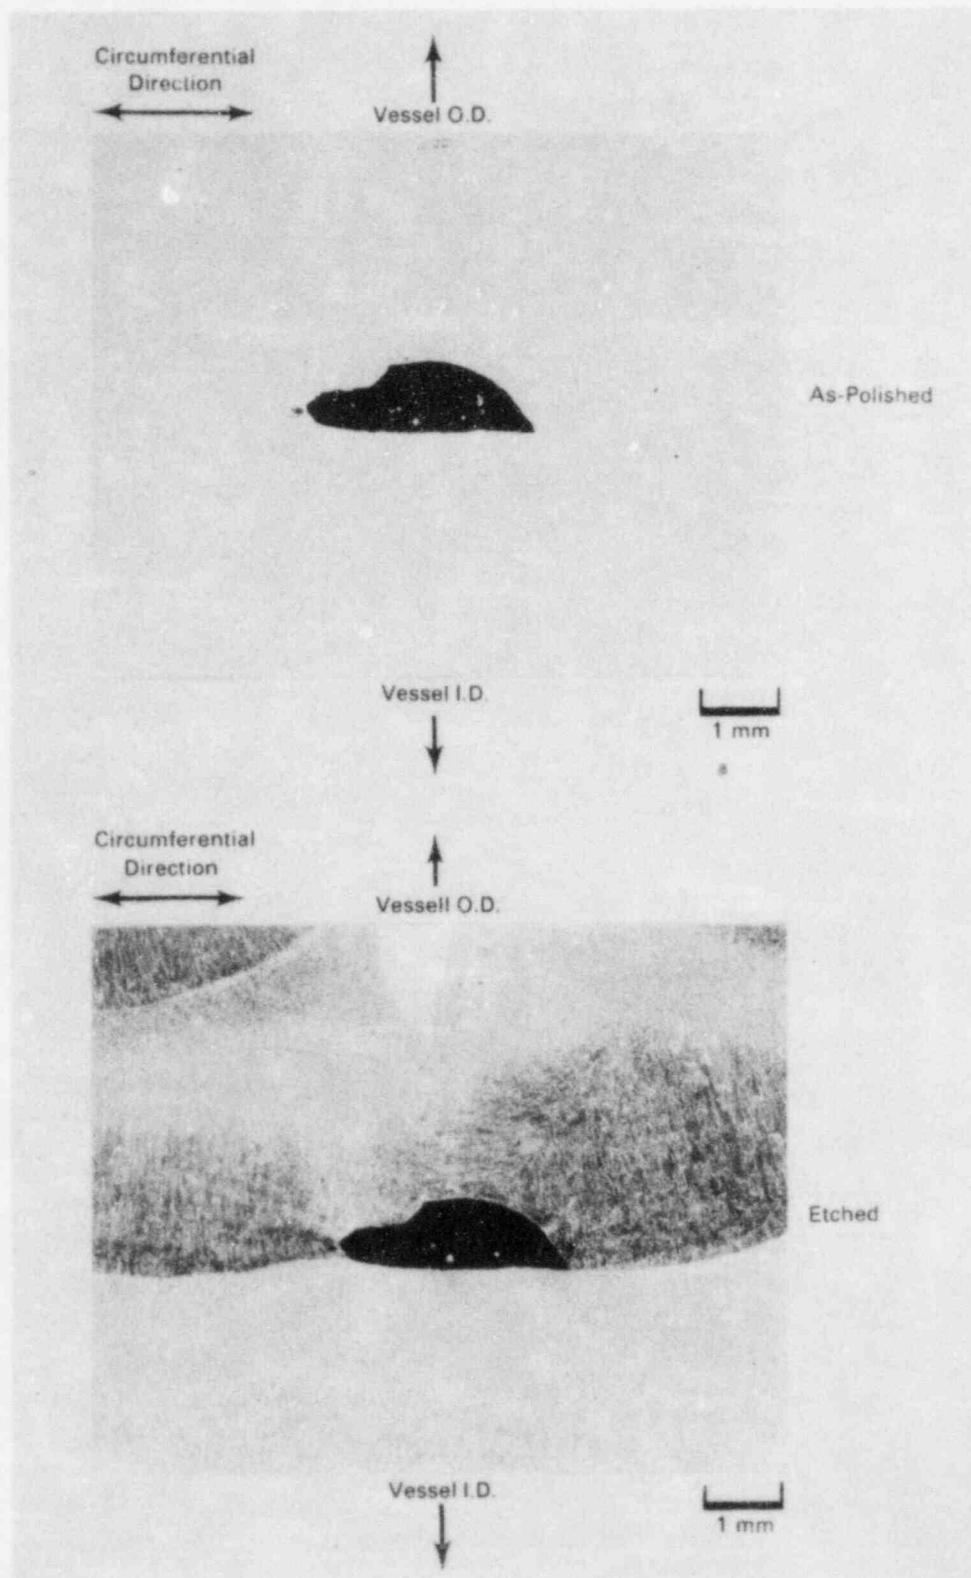 Circumferential
Direction
Vessel O.D.
As-Polished
Vessel I.D.
1 mm
a
Circumferential
Direction
Vessell O.D.
Etched
Vessel I.D.
1 mm